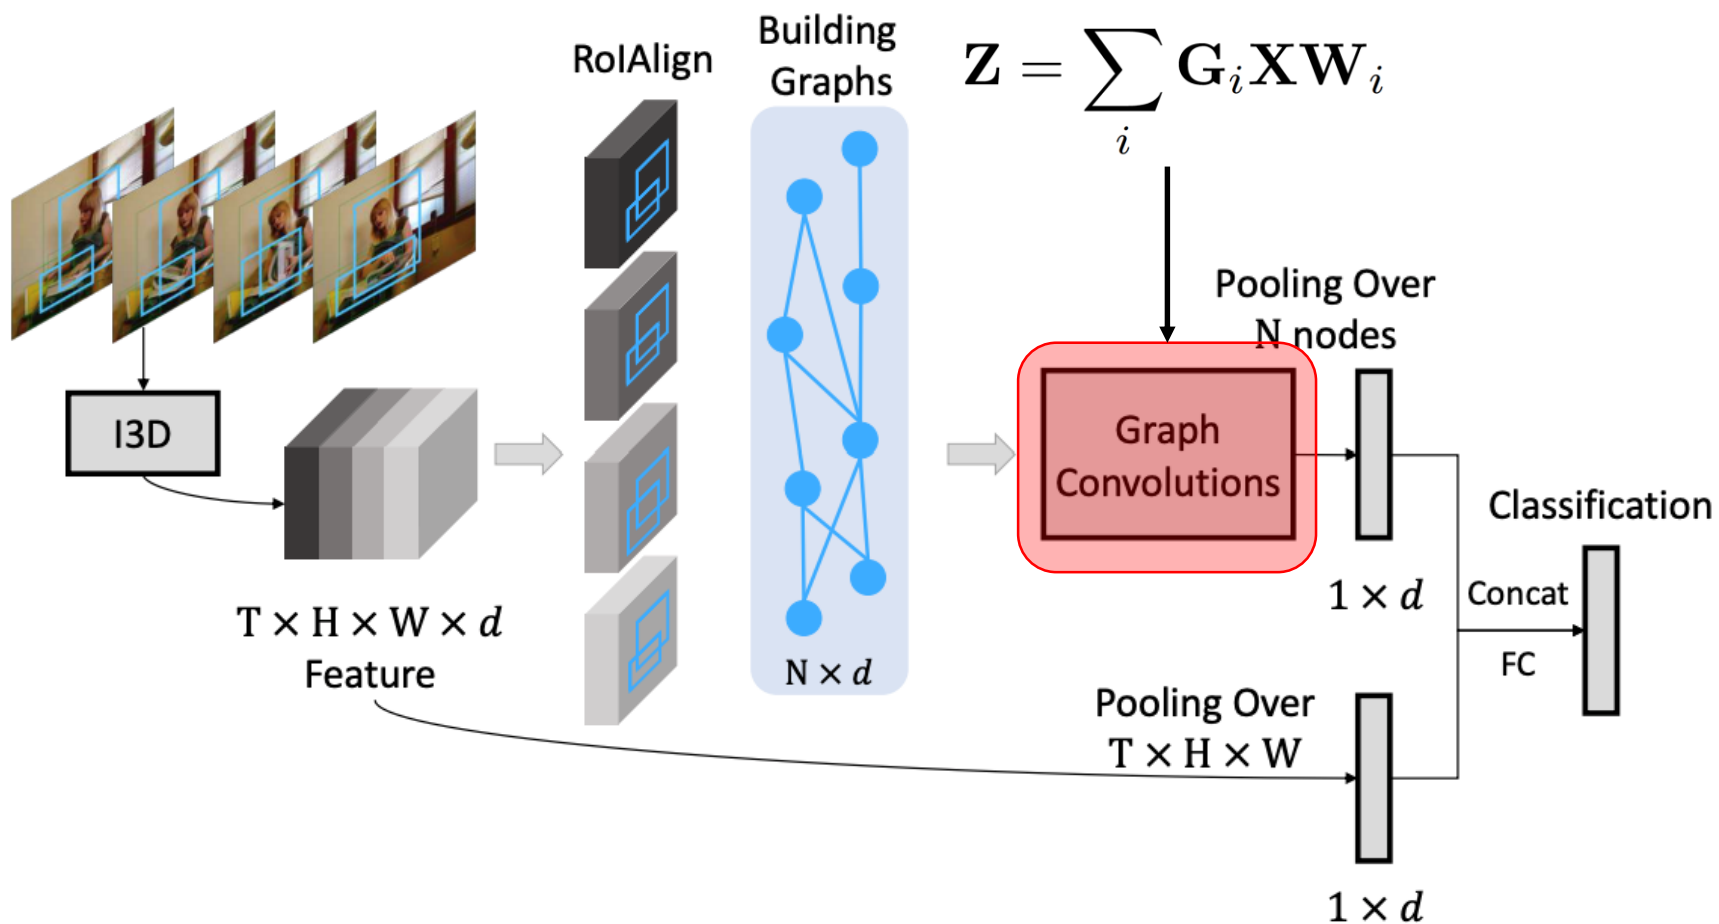 RoIAlign
Building
Graphs
Z = ∑ᵢ GᵢXWᵢ
I3D
T × H × W × d
Feature
N × d
Graph
Convolutions
Pooling Over
N nodes
1 × d
Pooling Over
T × H × W
1 × d
Concat
FC
Classification